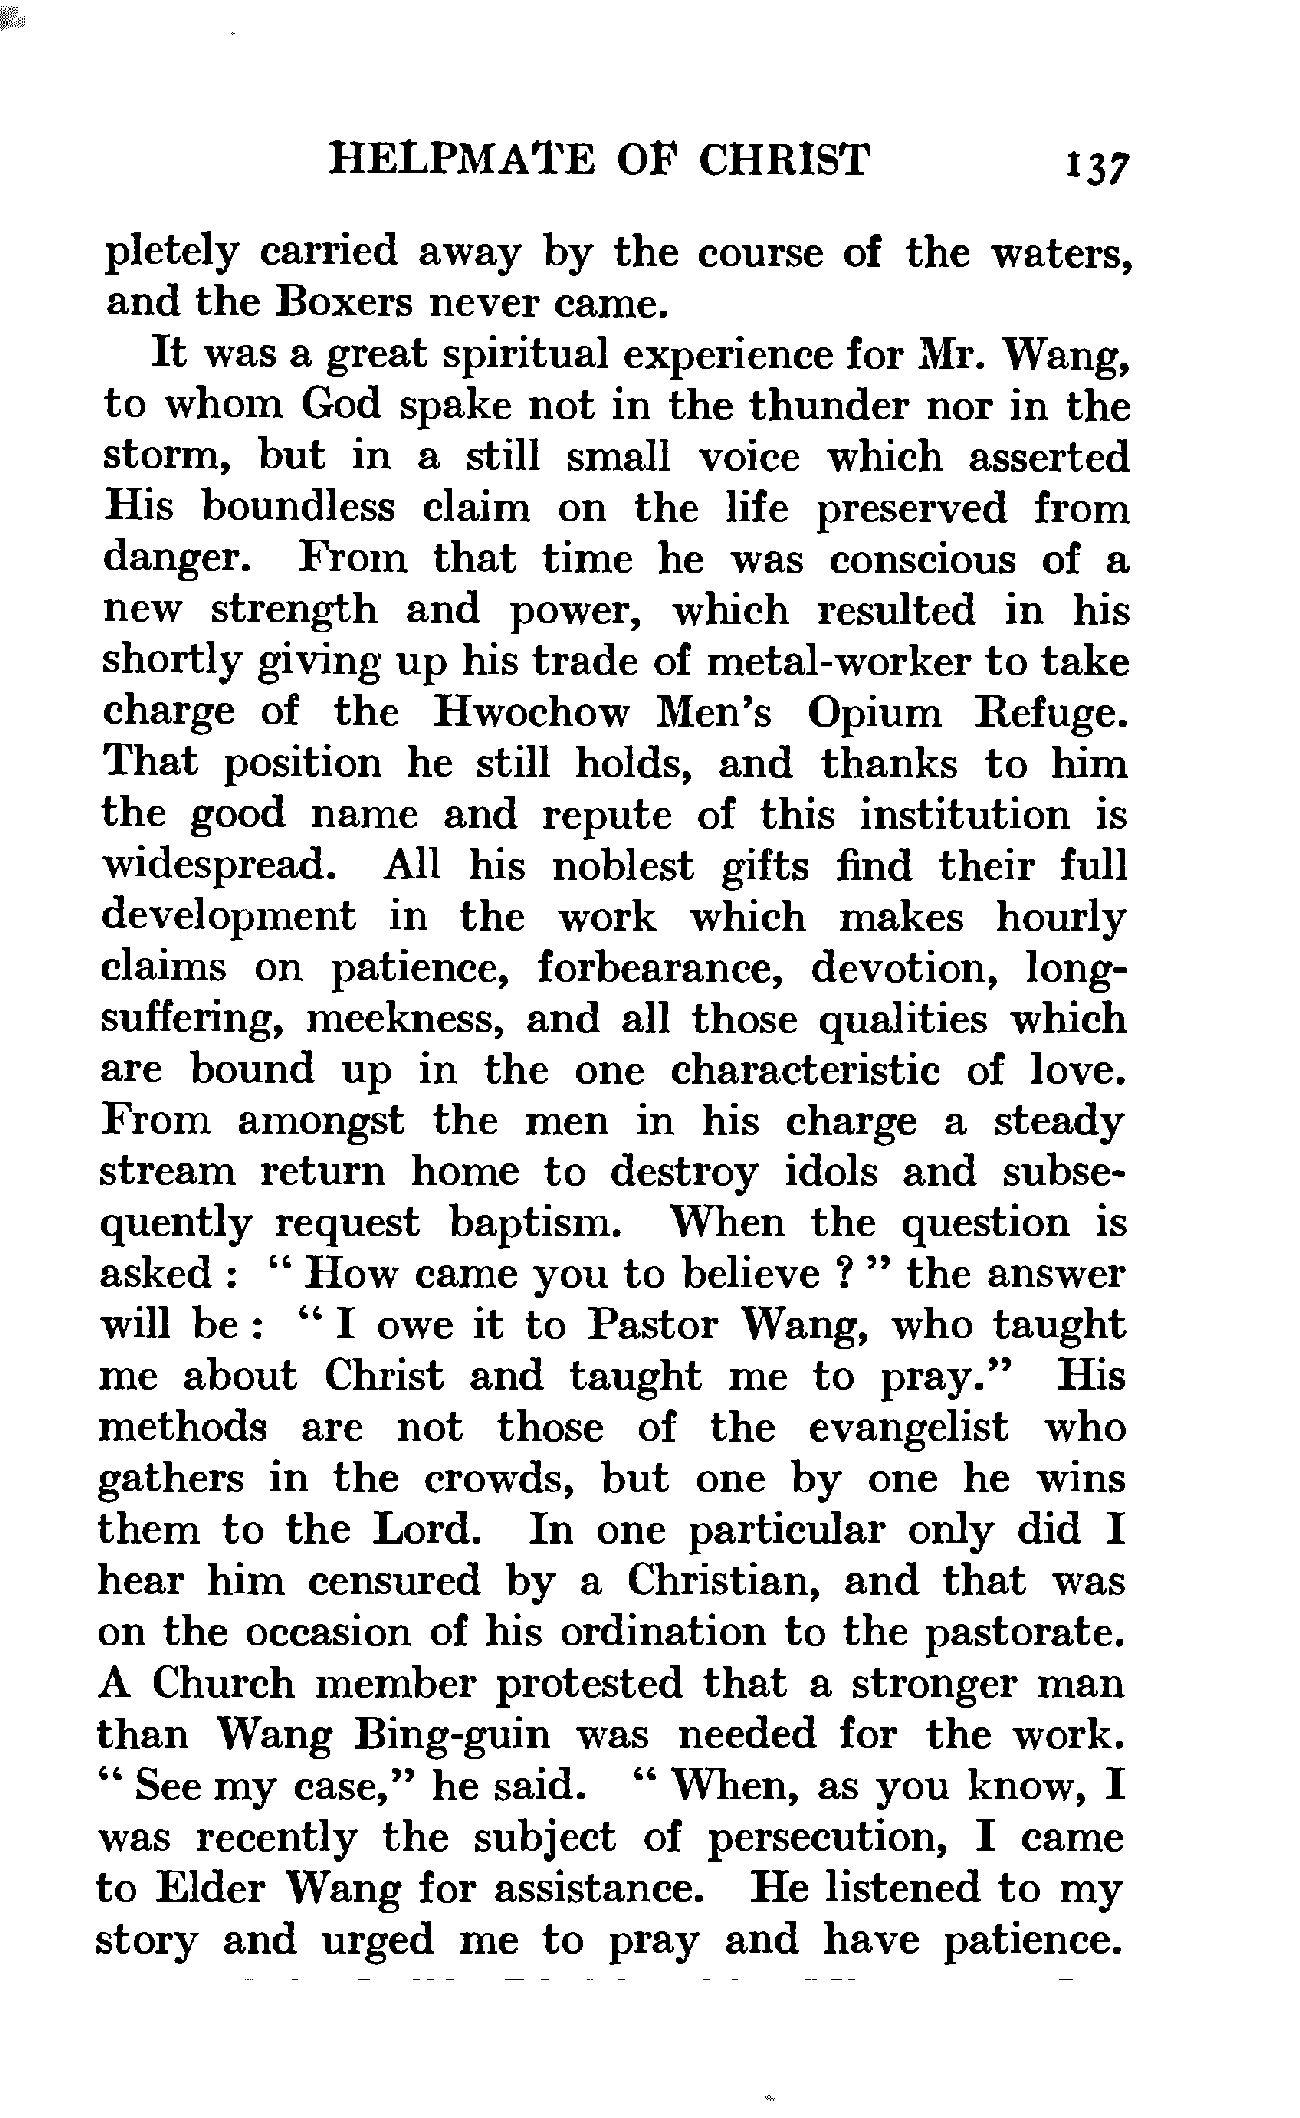 HELPMATE OF CHRIST 137
pletely carried away by the course of the waters,
and the Boxers never came.
It was a great spiritual experience for Mr. Wang,
to whom God spake not in the thunder nor in the
storm, but in a still small voice which asserted
His boundless claim on the life preserved from
danger. From that time he was conscious of a
new strength and power, which resulted in his
shortly giving up his trade of metal-worker to take
charge of the Hwochow Men's Opium Refuge.
That position he still holds, and thanks to him
the good name and repute of this institution is
widespread. All his noblest gifts find their full
development in the work which makes hourly
claims on patience, forbearance, devotion, long-
suffering, meekness, and all those qualities which
are bound up in the one characteristic of love.
From amongst the men in his charge a steady
stream return home to destroy idols and subse-
quently request baptism. When the question is
asked : “ How came you to believe ? ” the answer
will be : “ I owe it to Pastor Wang, who taught
me about Christ and taught me to pray.” His
methods are not those of the evangelist who
gathers in the crowds, but one by one he wins
them to the Lord. In one particular only did I
hear him censured by a Christian, and that was
on the occasion of his ordination to the pastorate.
A Church member protested that a stronger man
than Wang Bing-guin was needed for the work.
“ See my case,” he said. “ When, as you know, I
was recently the subject of persecution, I came
to Elder Wang for assistance. He listened to my
story and urged me to pray and have patience.